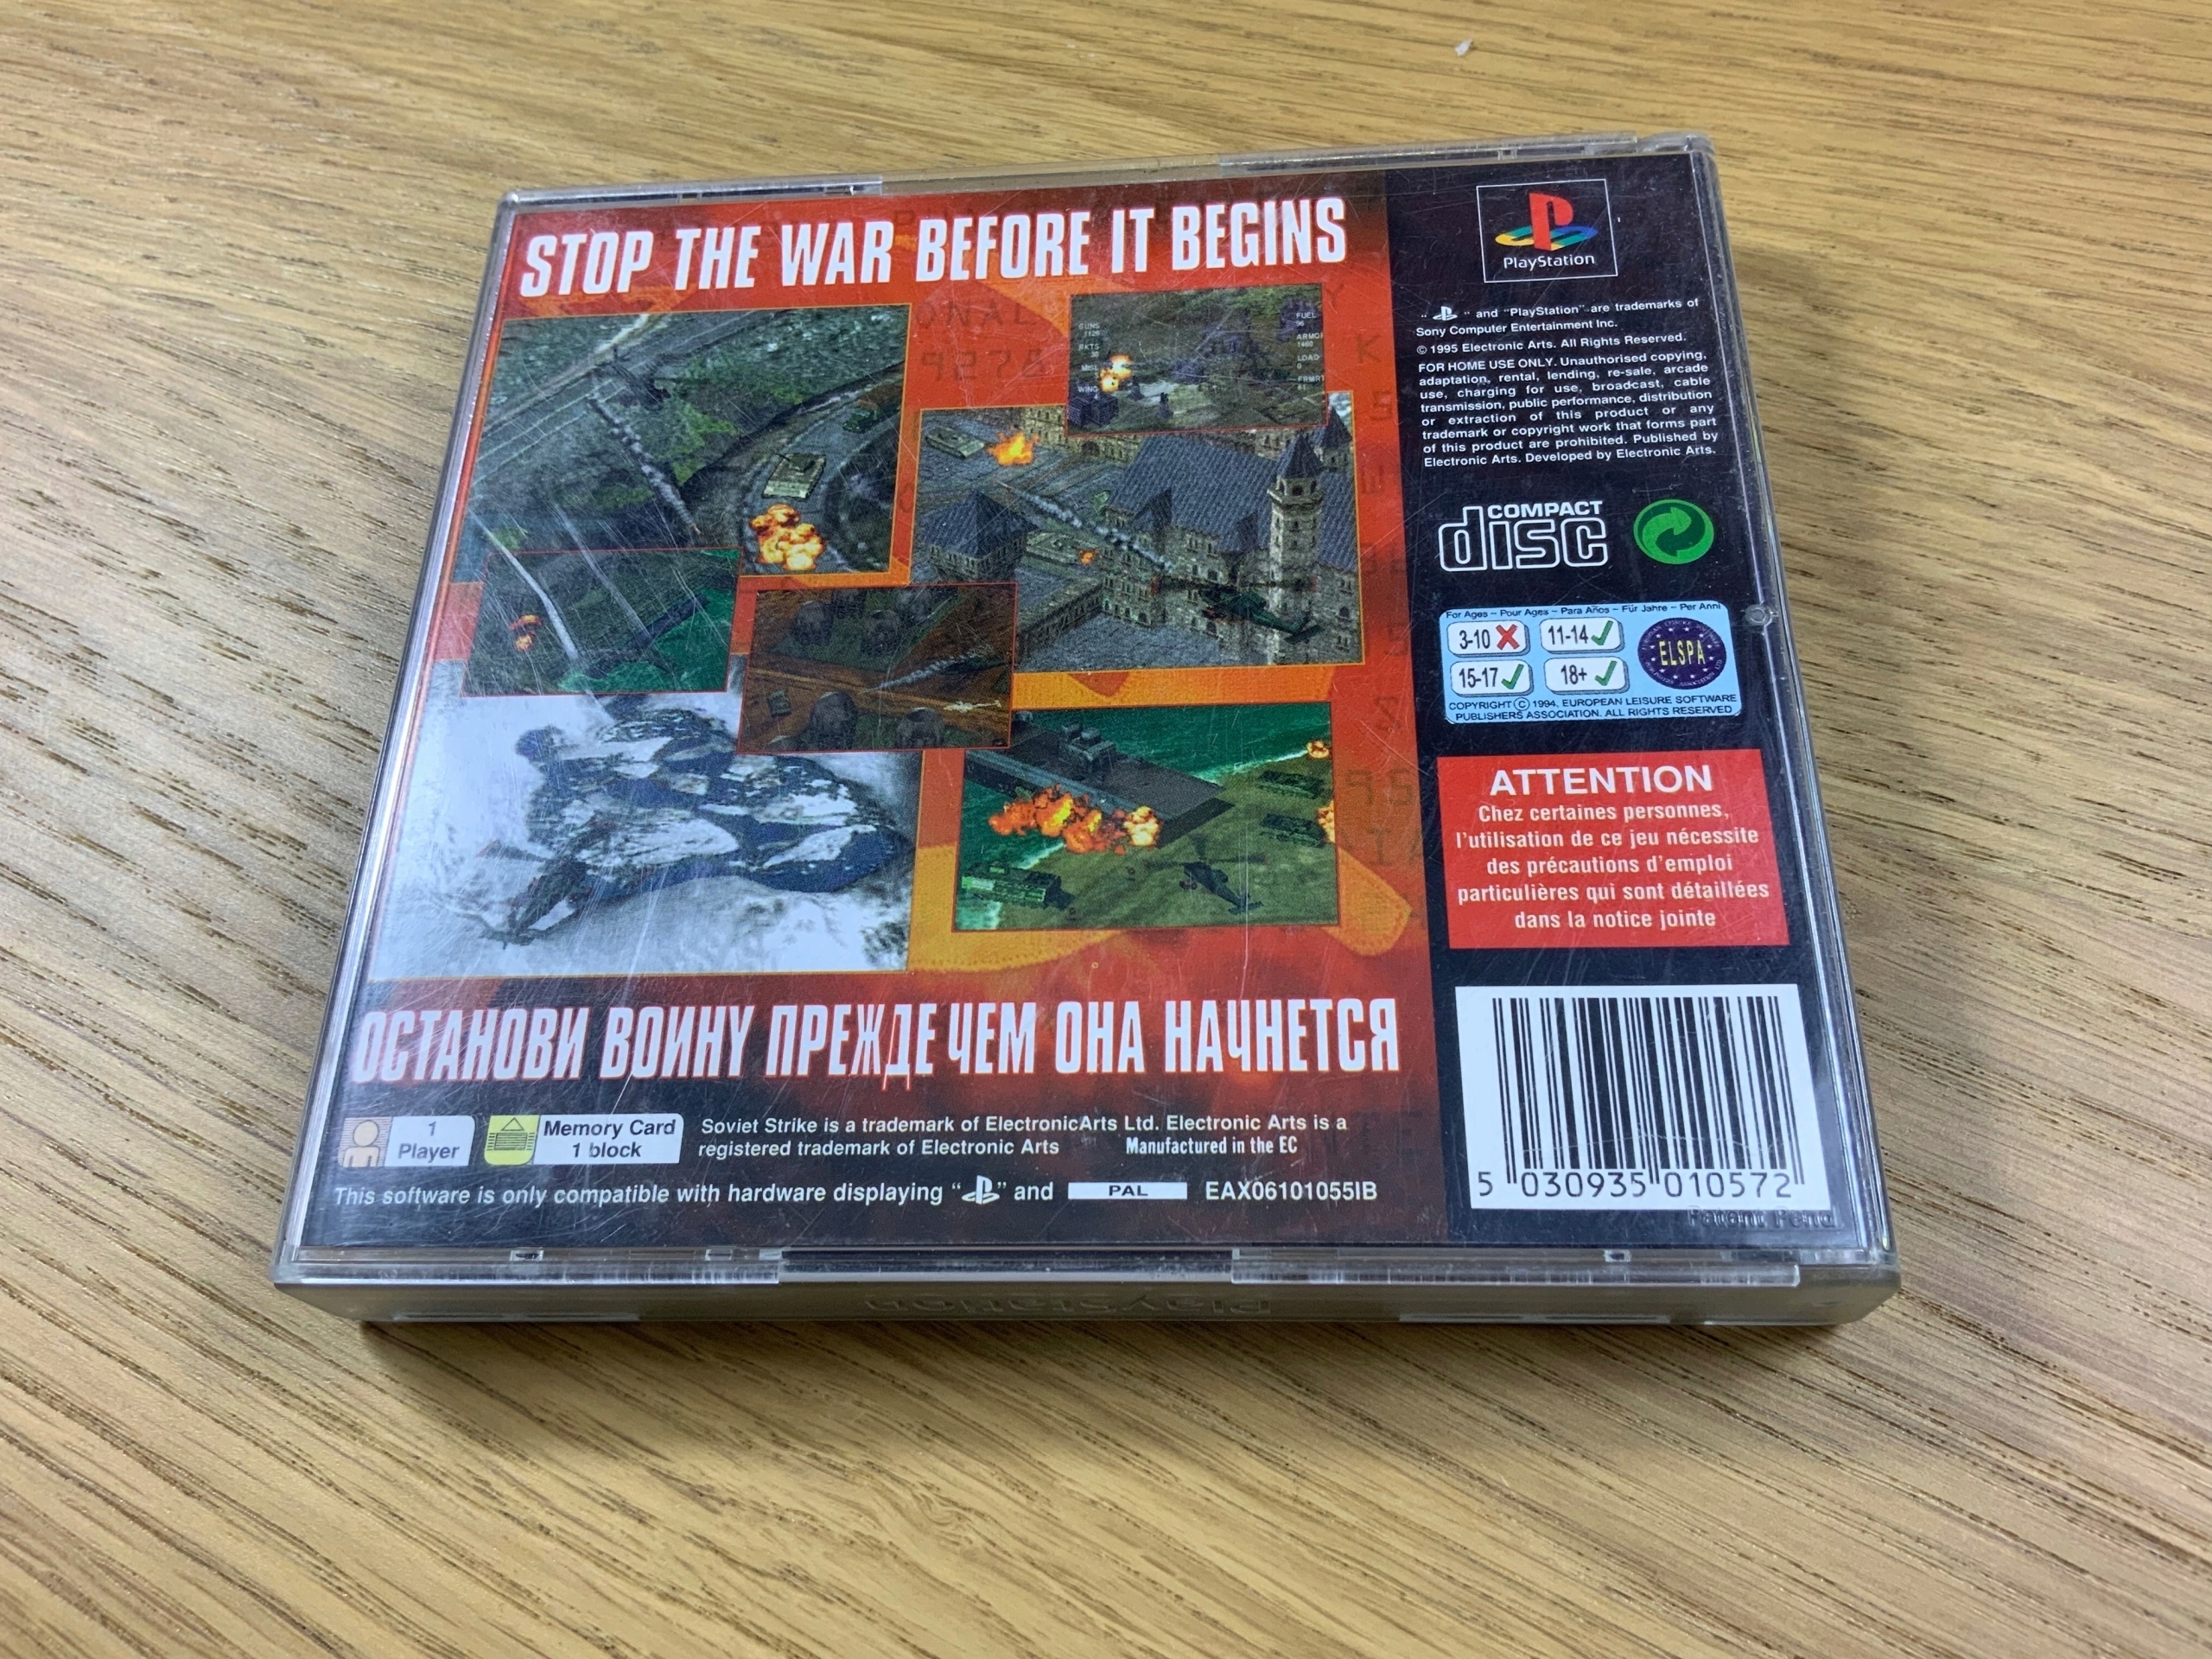 STOP THE WAR BEFORE IT BEGINS
ОСТАНОВИ ВОИНУ ПРЕЖДЕ ЧЕМ ОНА НАЧНЕТСЯ
1
Player
Memory Card
1 block
Soviet Strike is a trademark of ElectronicArts Ltd. Electronic Arts is a
registered trademark of Electronic Arts Manufactured in the EC
This software is only compatible with hardware displaying " " and PAL EAX06101055IB
PlayStation
" " and "PlayStation" are trademarks of
Sony Computer Entertainment Inc.
© 1995 Electronic Arts. All Rights Reserved.
FOR HOME USE ONLY. Unauthorised copying,
adaptation, rental, lending, re-sale, arcade
use, charging for use, broadcast, cable
transmission, public performance, distribution
or extraction of this product or any
trademark or copyright work that forms part
of this product are prohibited. Published by
Electronic Arts. Developed by Electronic Arts.
COMPACT
disc
For Ages – Pour Ages – Para Años – Für Jahre – Per Anni
3-10 11-14
15-17 18+
ELSPA
COPYRIGHT © 1994, EUROPEAN LEISURE SOFTWARE
PUBLISHERS ASSOCIATION. ALL RIGHTS RESERVED
ATTENTION
Chez certaines personnes,
l'utilisation de ce jeu nécessite
des précautions d'emploi
particulières qui sont détaillées
dans la notice jointe
5 030935 010572
PlayStation